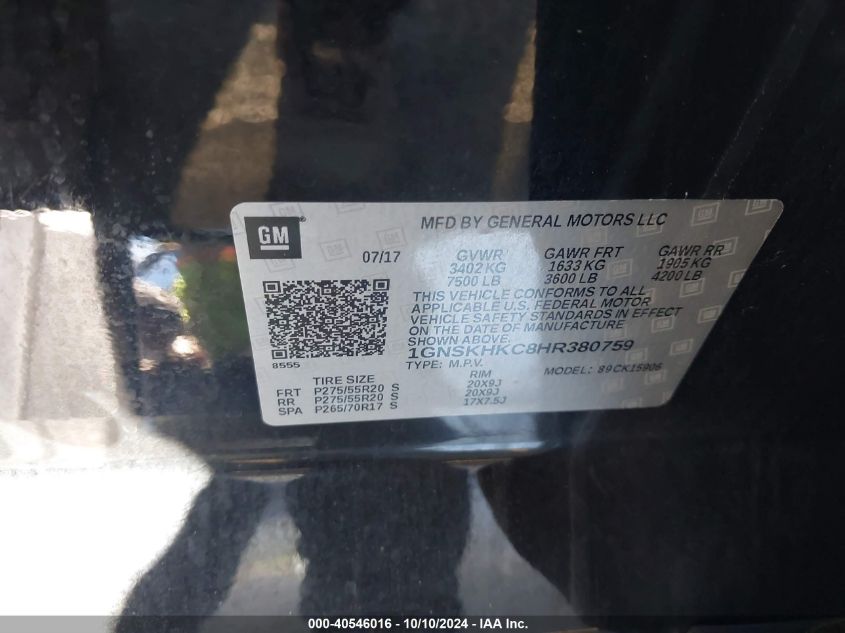 GM
MFD BY GENERAL MOTORS LLC
07/17 GVWR GAWR FRT GAWR RR
3402 KG 1633 KG 1905 KG
7500 LB 3600 LB 4200 LB
THIS VEHICLE CONFORMS TO ALL
APPLICABLE U.S. FEDERAL MOTOR
VEHICLE SAFETY STANDARDS IN EFFECT
ON THE DATE OF MANUFACTURE
SHOWN ABOVE.
1GNSKHKC8HR380759
8555
TYPE: M.P.V. MODEL: 89CK15906
TIRE SIZE RIM
FRT P275/55R20 S 20X9J
RR P275/55R20 S 20X9J
SPA P265/70R17 S 17X7.5J
000-40546016 - 10/10/2024 - IAA Inc.